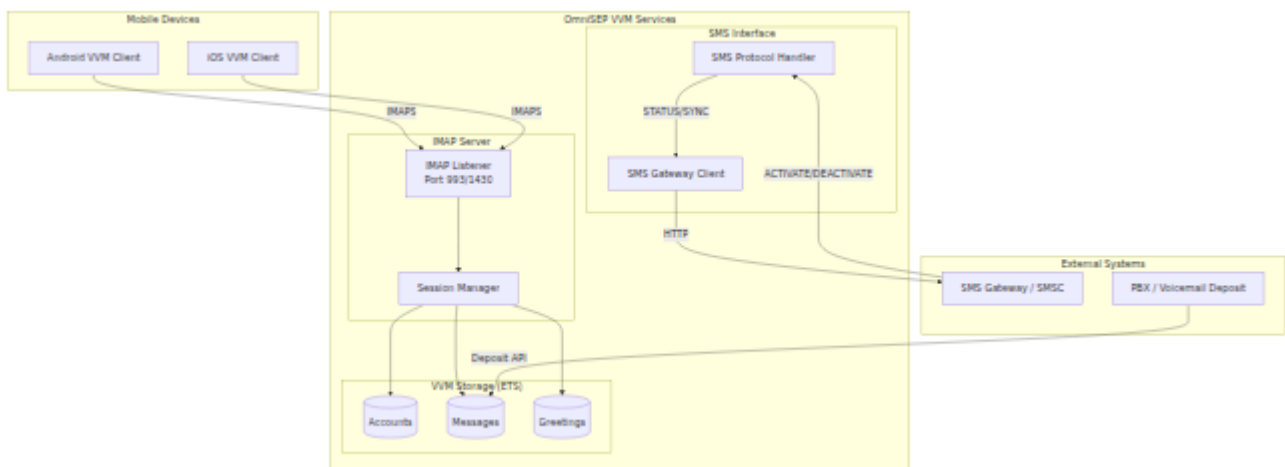 Mobile Devices
Android VVM Client
iOS VVM Client
OmniSEP VVM Services
SMS Interface
SMS Protocol Handler
IMAPS
IMAPS
STATUS/SYNC
IMAP Server
IMAP Listener
Port 993/1430
SMS Gateway Client
ACTIVATE/DEACTIVATE
HTTP
External Systems
Session Manager
SMS Gateway / SMSC
PBX / Voicemail Deposit
Deposit API
VVM Storage (ETS)
Accounts
Messages
Greetings